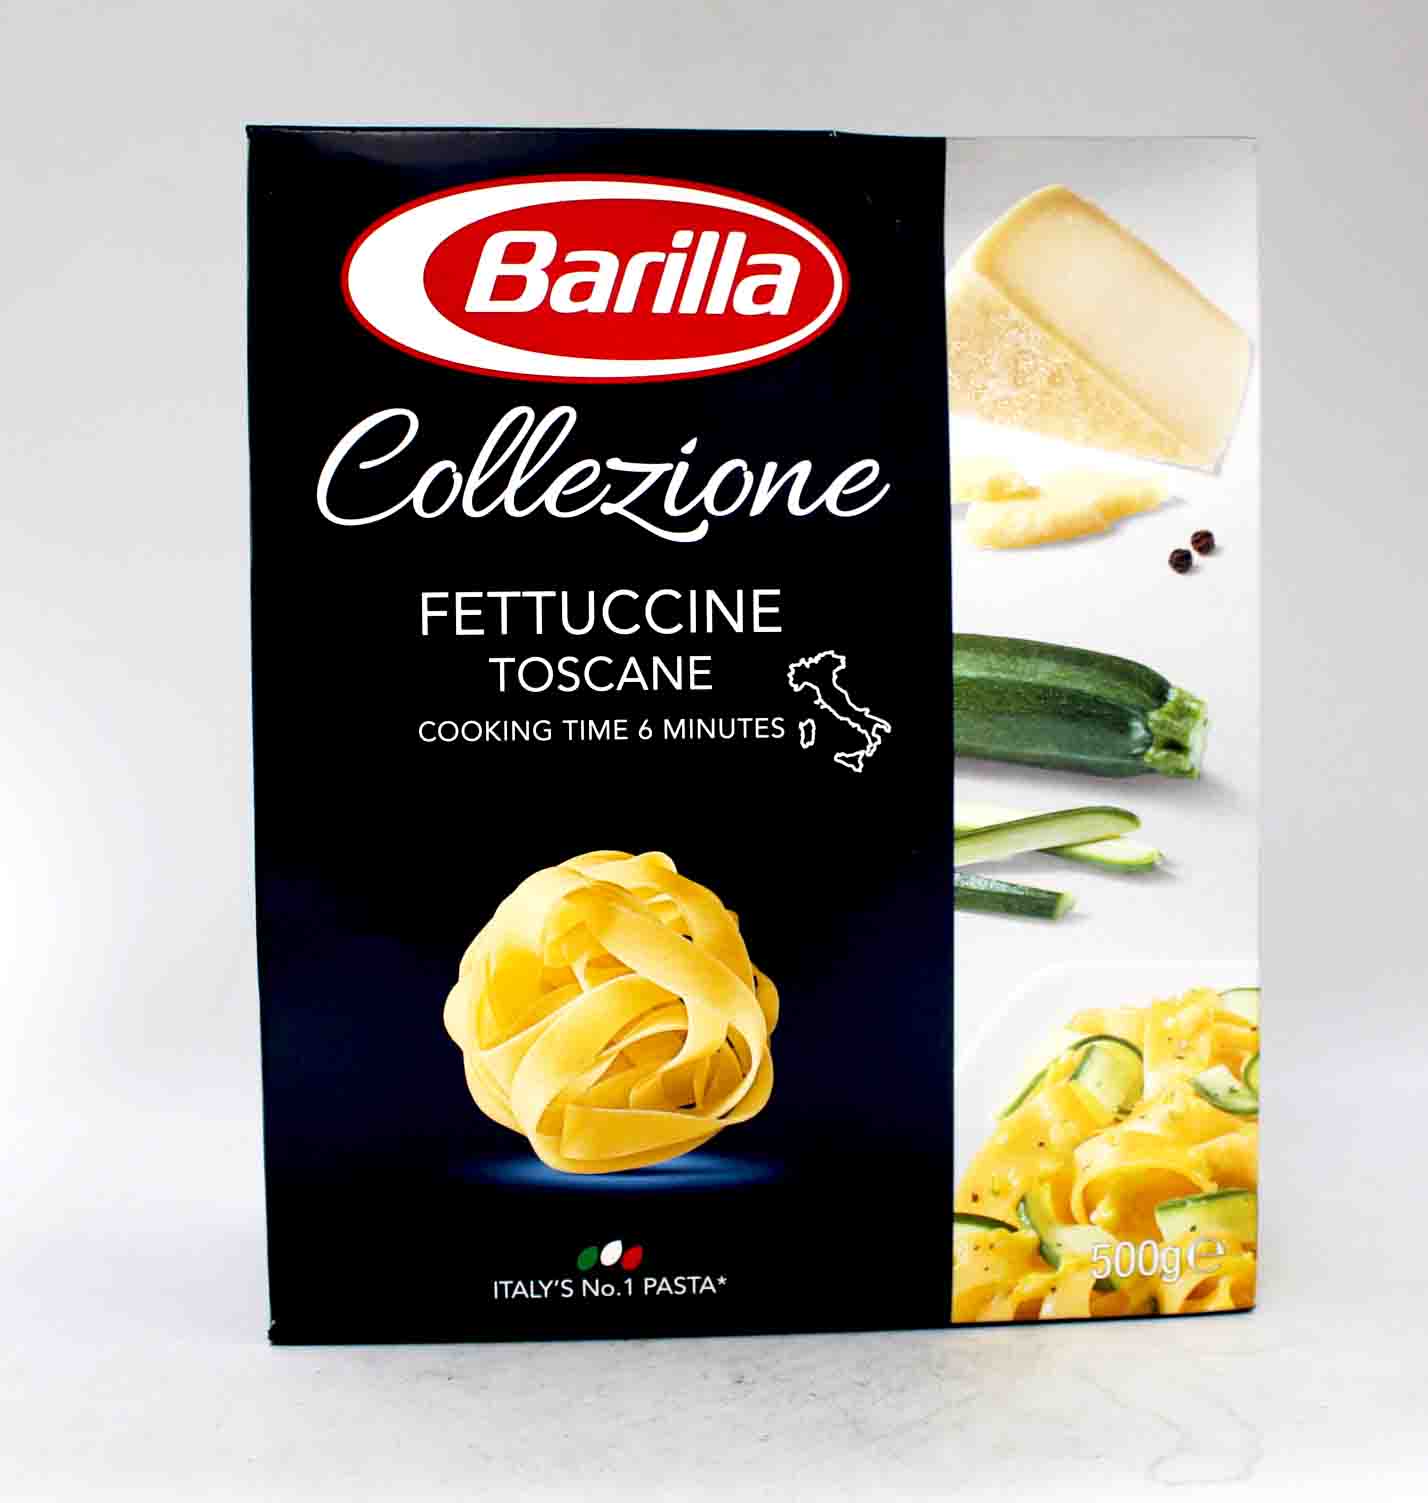 Barilla
Collezione
FETTUCCINE
TOSCANE
COOKING TIME 6 MINUTES
ITALY'S No.1 PASTA*
500g ℮